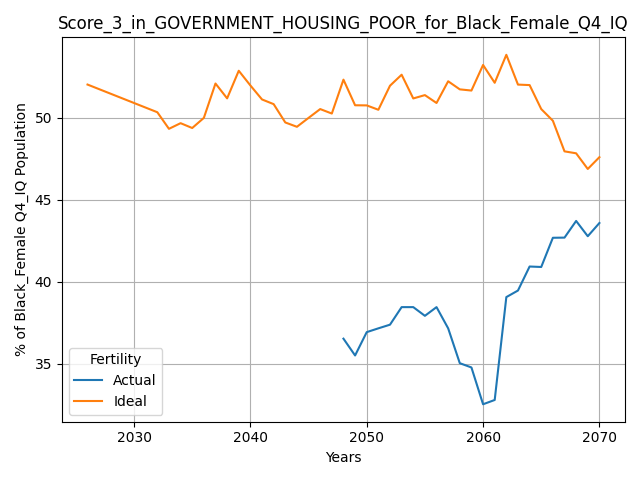 Score_3_in_GOVERNMENT_HOUSING_POOR_for_Black_Female_Q4_IQ
% of Black_Female Q4_IQ Population
50
45
40
35
Fertility
Actual
Ideal
2030
2040
2050
2060
2070
Years